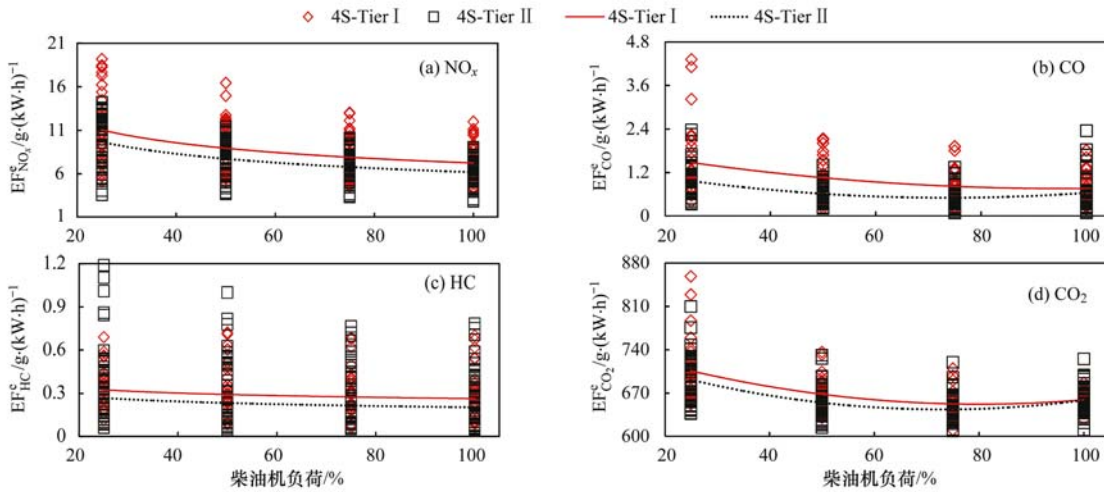 4S-Tier Ⅰ 4S-Tier Ⅱ 4S-Tier Ⅰ 4S-Tier Ⅱ
EF^e_NOx/g·(kW·h)⁻¹
21
16
11
6
1
(a) NOₓ
20 40 60 80 100
EF^e_CO/g·(kW·h)⁻¹
4.8
3.6
2.4
1.2
0
(b) CO
20 40 60 80 100
EF^e_HC/g·(kW·h)⁻¹
1.2
0.9
0.6
0.3
0
(c) HC
20 40 60 80 100
柴油机负荷/%
EF^e_CO₂/g·(kW·h)⁻¹
880
810
740
670
600
(d) CO₂
20 40 60 80 100
柴油机负荷/%